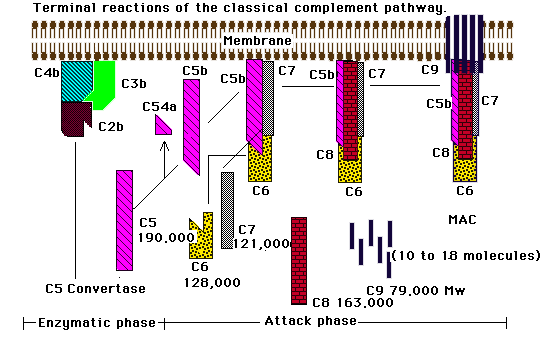 Terminal reactions of the classical complement pathway.
Membrane
C4b
C3b
C2b
C54a
C5b
C5b
C7
C6
C5b
C7
C8
C6
C9
C5b
C7
C8
C6
MAC
C5
190,000
C6
128,000
C7
121,000
C8 163,000
(10 to 18 molecules)
C9 79,000 Mw
C5 Convertase
Enzymatic phase
Attack phase